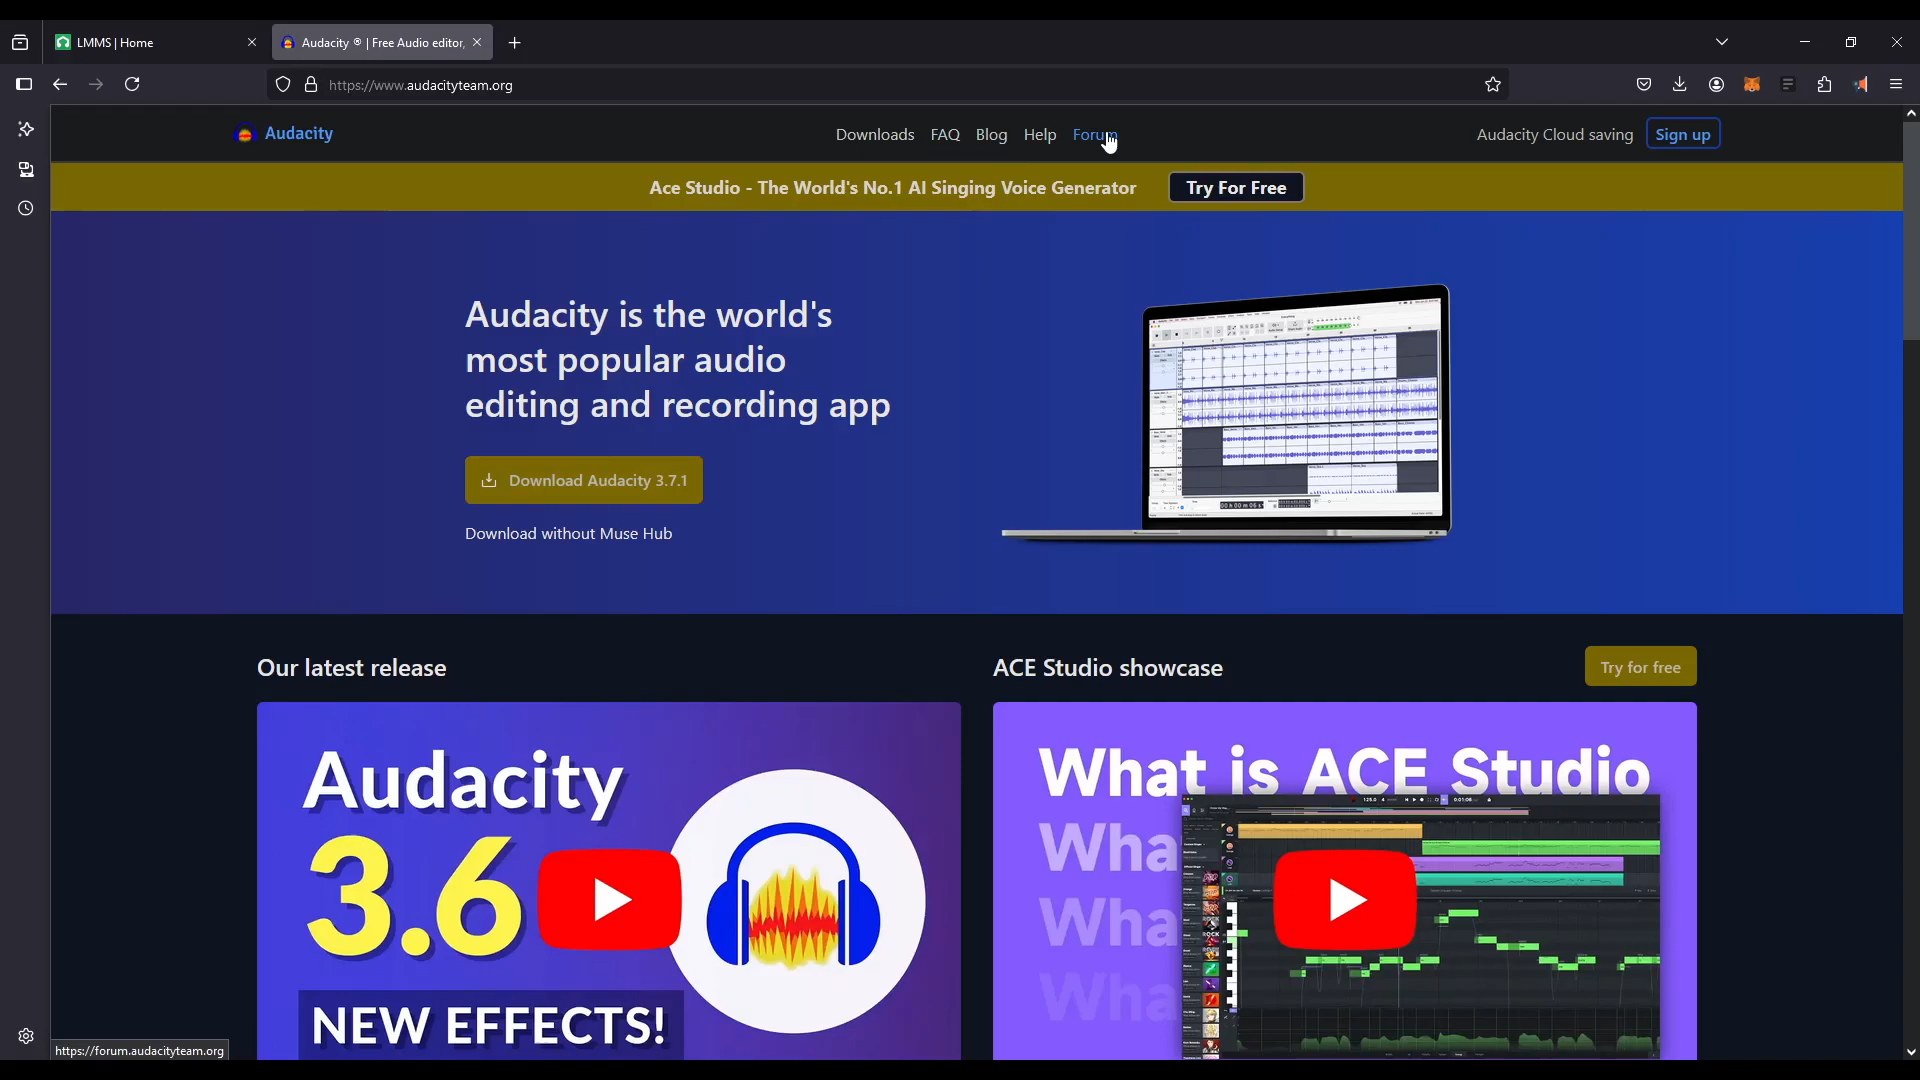 LMMS | Home
Audacity ® | Free Audio editor,
https://www.audacityteam.org
Audacity
Downloads FAQ Blog Help Forum
Audacity Cloud saving Sign up
Ace Studio - The World's No.1 AI Singing Voice Generator Try For Free
Audacity is the world's
most popular audio
editing and recording app
Download Audacity 3.7.1
Download without Muse Hub
Our latest release
ACE Studio showcase
Try for free
Audacity
3.6
NEW EFFECTS!
What is ACE Studio
Wha
Wha
Wha
https://forum.audacityteam.org